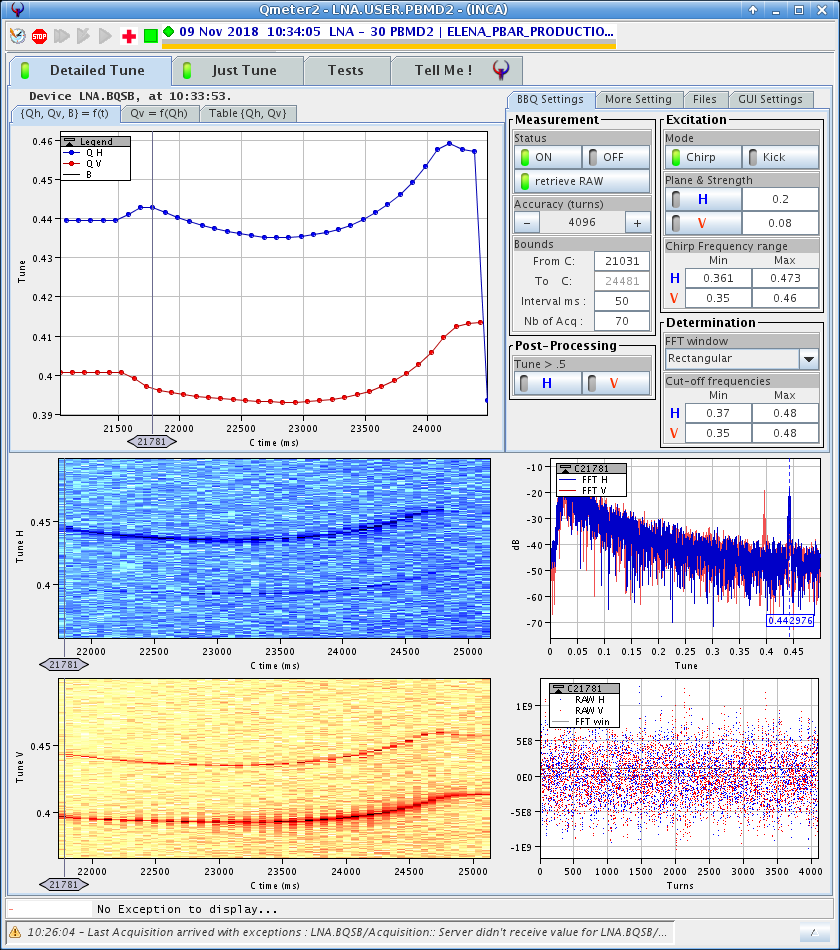 Qmeter2 - LNA.USER.PBMD2 - (INCA)
STOP
09 Nov 2018 10:34:05 LNA - 30 PBMD2 | ELENA_PBAR_PRODUCTIO...
Detailed Tune
Just Tune
Tests
Tell Me !
Device LNA.BQSB, at 10:33:53.
{Qh, Qv, B} = f(t)
Qv = f(Qh)
Table {Qh, Qv}
Legend
Q H
Q V
B
Tune
0.46
0.45
0.44
0.43
0.42
0.41
0.4
0.39
21500 22000 22500 23000 23500 24000
21781
C time (ms)
BBQ Settings
More Setting
Files
GUI Settings
Measurement
Status
ON
OFF
retrieve RAW
Accuracy (turns)
- 4096 +
Bounds
From C: 21031
To C: 24481
Interval ms : 50
Nb of Acq : 70
Post-Processing
Tune > .5
H V
Excitation
Mode
Chirp
Kick
Plane & Strength
H 0.2
V 0.08
Chirp Frequency range
Min Max
H 0.361 0.473
V 0.35 0.46
Determination
FFT window
Rectangular
Cut-off frequencies
Min Max
H 0.37 0.48
V 0.35 0.48
Tune H
0.45
0.4
22000 22500 23000 23500 24000 24500 25000
21781
C time (ms)
C21781
FFT H
FFT V
dB
-10
-20
-30
-40
-50
-60
-70
0.442976
0 0.05 0.1 0.15 0.2 0.25 0.3 0.35 0.4 0.45
Tune
Tune V
0.45
0.4
22000 22500 23000 23500 24000 24500 25000
21781
C time (ms)
C21781
RAW H
RAW V
FFT win
1E9
5E8
0E0
-5E8
-1E9
0 500 1000 1500 2000 2500 3000 3500 4000
Turns
- No Exception to display...
10:26:04 - Last Acquisition arrived with exceptions : LNA.BQSB/Acquisition:: Server didn't receive value for LNA.BQSB/...